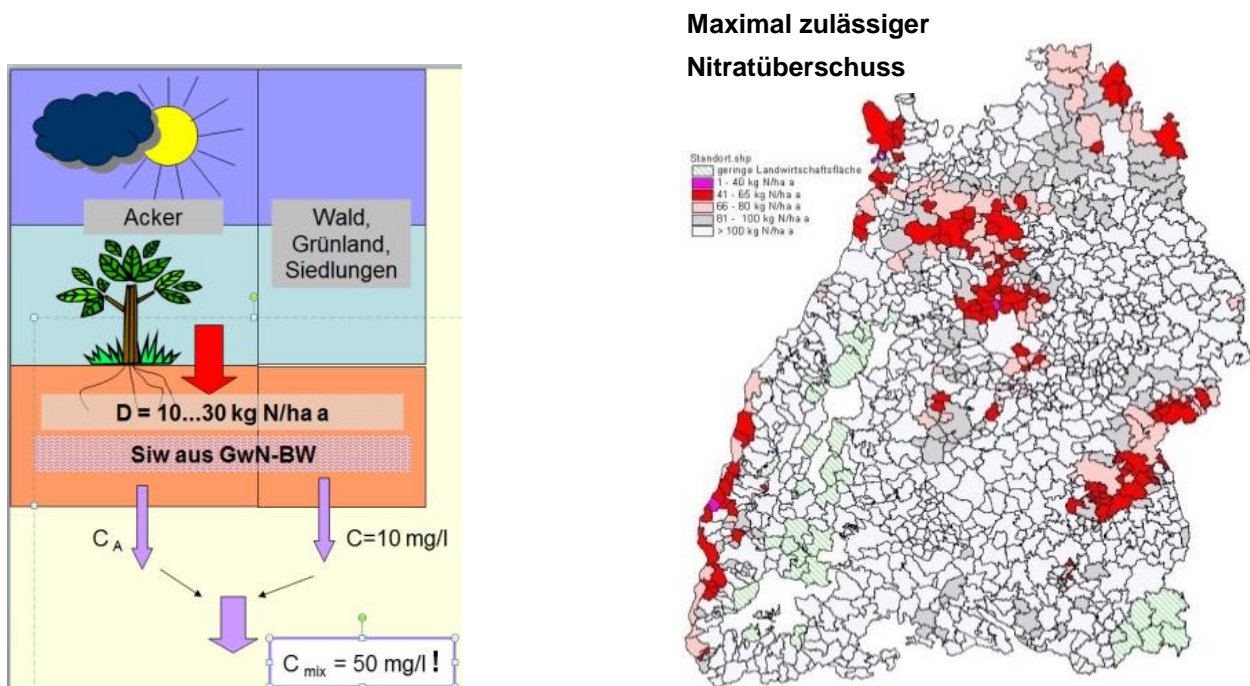 Maximal zulässiger
Nitratüberschuss
Acker
Wald,
Grünland,
Siedlungen
D = 10...30 kg N/ha a
Siw aus GwN-BW
C A
C=10 mg/l
C mix = 50 mg/l !
Standort.shp
geringe Landwirtschaftsfläche
1 - 40 kg N/ha a
41 - 65 kg N/ha a
66 - 80 kg N/ha a
81 - 100 kg N/ha a
> 100 kg N/ha a